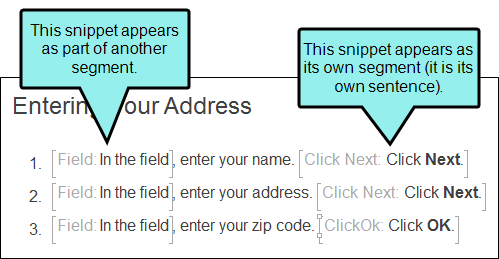 This snippet appears
as part of another
segment.
This snippet appears as
its own segment (it is its
own sentence).
Entering Your Address
1. [Field: In the field], enter your name. [Click Next: Click Next.]
2. [Field: In the field], enter your address. [Click Next: Click Next.]
3. [Field: In the field], enter your zip code. [ClickOk: Click OK.]